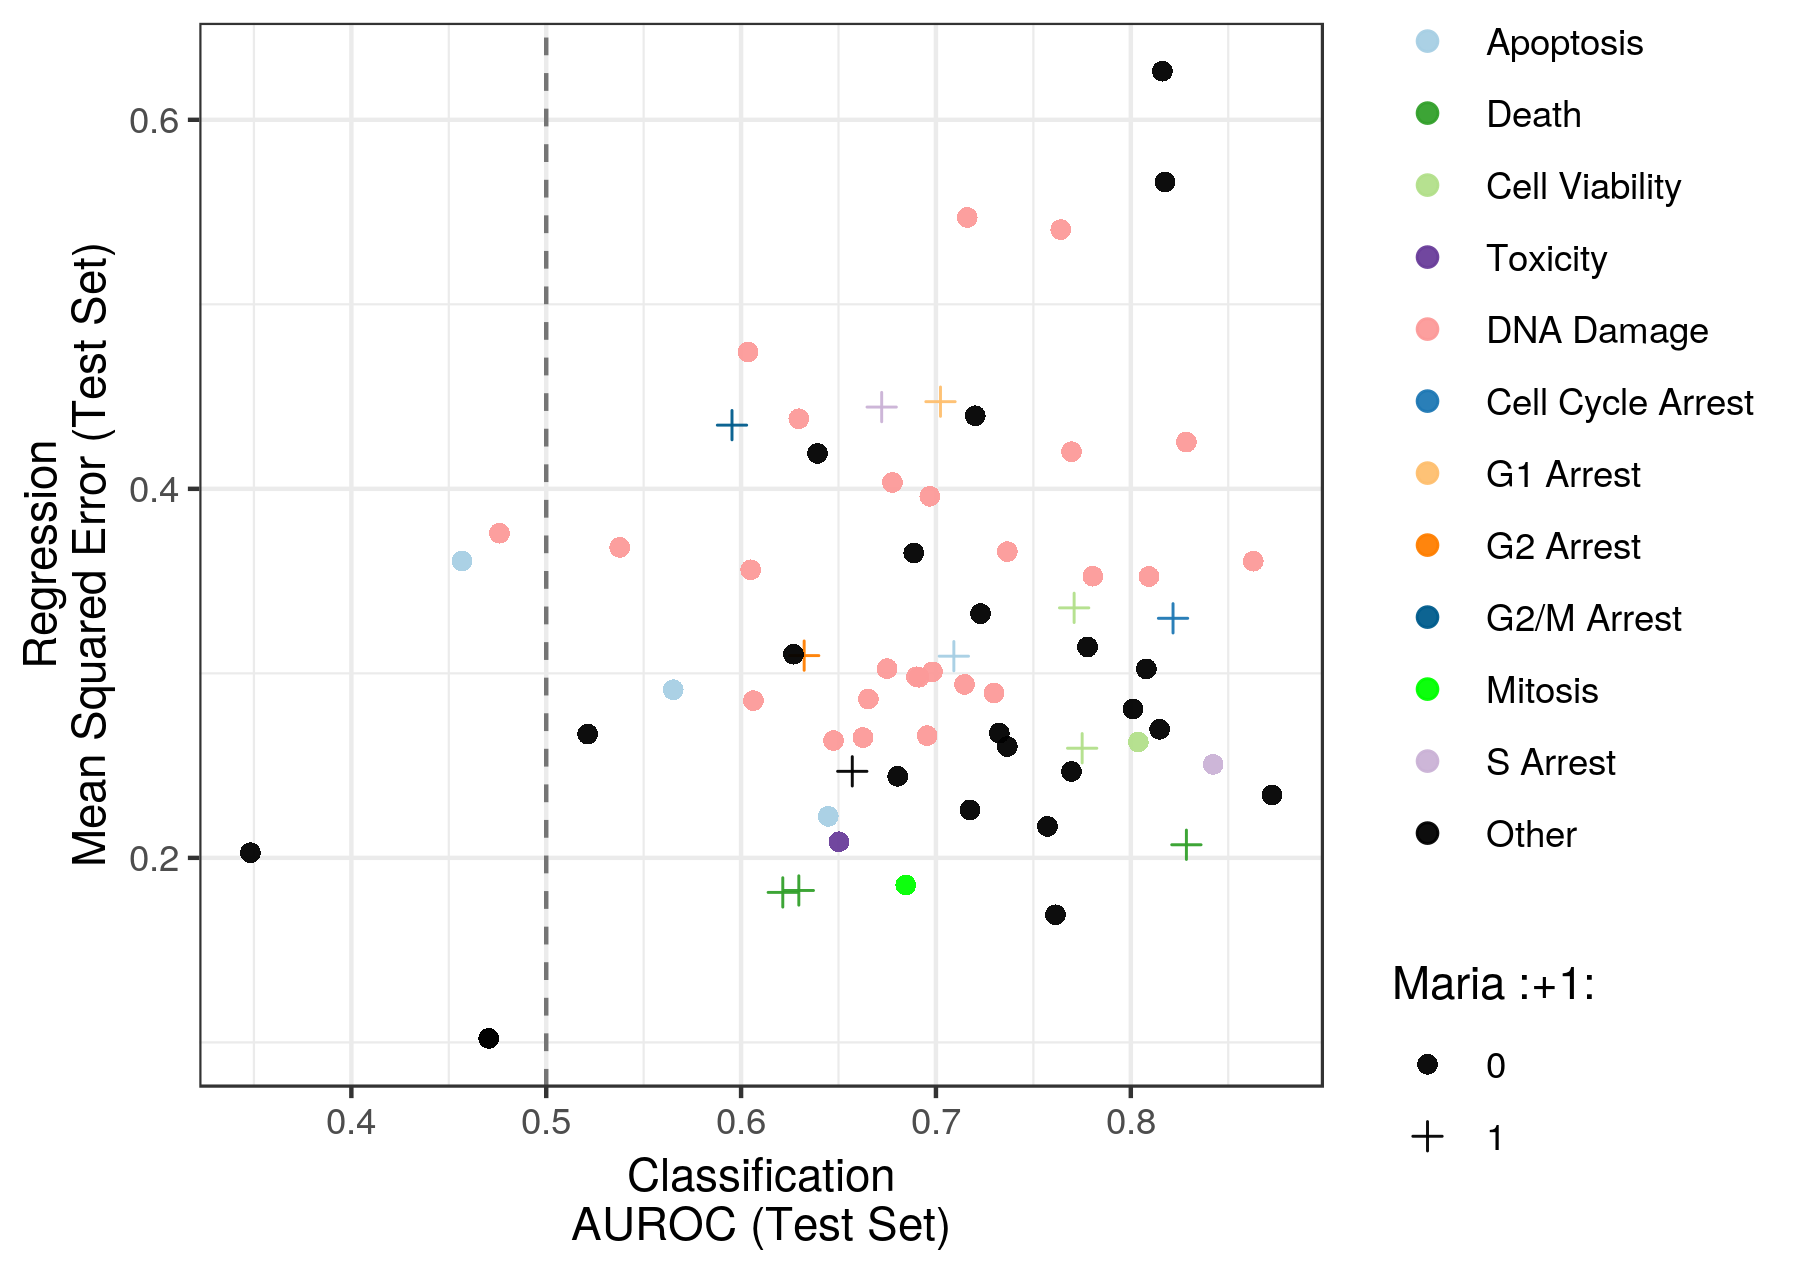 Regression
Mean Squared Error (Test Set)
0.6
0.4
0.2
0.4
0.5
0.6
0.7
0.8
Classification
AUROC (Test Set)
Apoptosis
Death
Cell Viability
Toxicity
DNA Damage
Cell Cycle Arrest
G1 Arrest
G2 Arrest
G2/M Arrest
Mitosis
S Arrest
Other
Maria :+1:
0
1